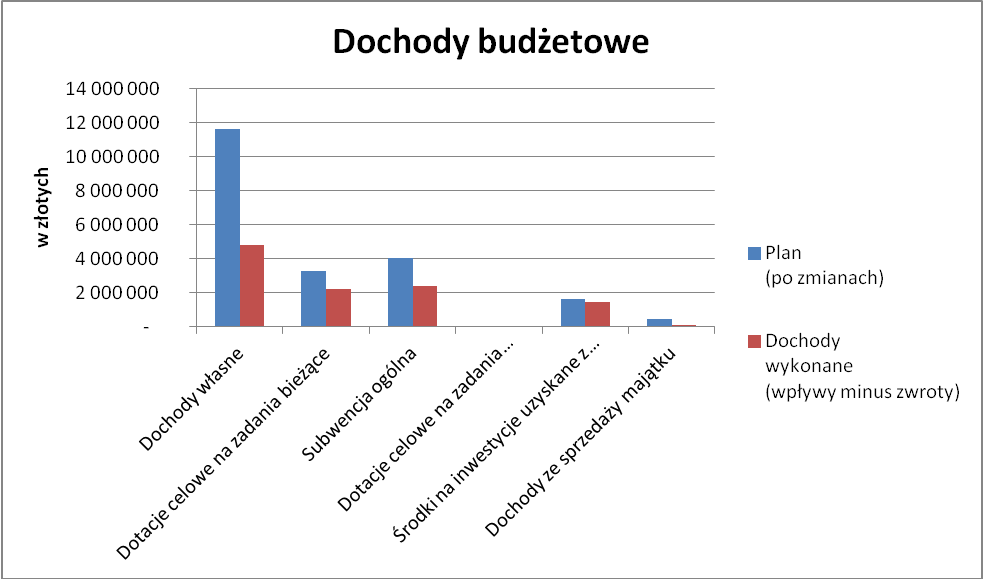 Dochody budżetowe
w złotych
14 000 000
12 000 000
10 000 000
8 000 000
6 000 000
4 000 000
2 000 000
-
Dochody własne
Dotacje celowe na zadania bieżące
Subwencja ogólna
Dotacje celowe na zadania...
Środki na inwestycje uzyskane z...
Dochody ze sprzedaży majątku
Plan
(po zmianach)
Dochody
wykonane
(wpływy minus zwroty)